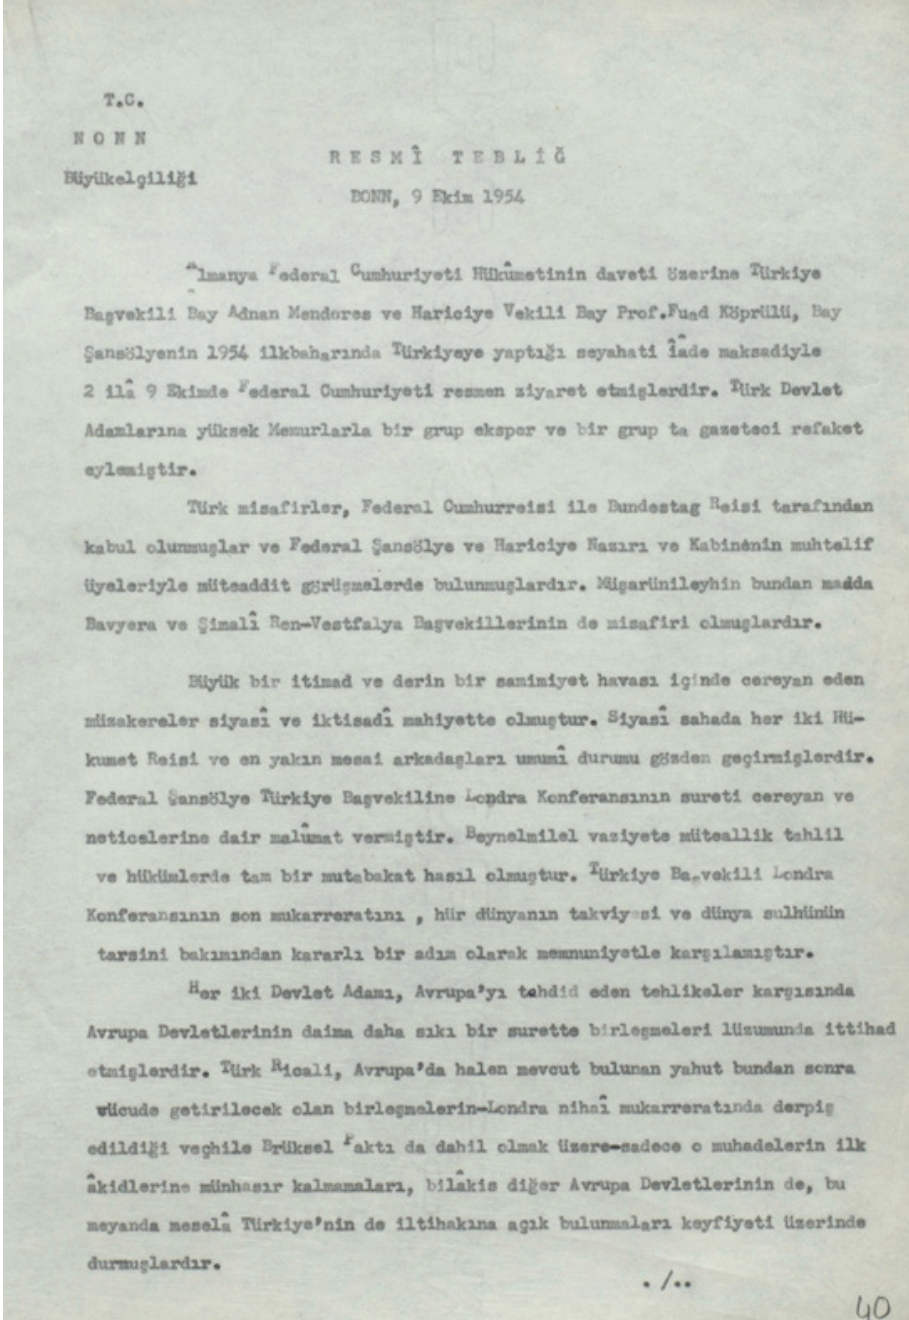 T.C.
N O N N
Büyükelçiliği
R E S M Î  T E B L İ Ğ
BONN, 9 Ekim 1954
Almanya Federal Cumhuriyeti Hükûmetinin daveti üzerine Türkiye
Başvekili Bay Adnan Menderes ve Hariciye Vekili Bay Prof.Fuad Köprülü, Bay
Şansölyenin 1954 ilkbaharında Türkiyeye yaptığı seyahati îâde maksadiyle
2 ilâ 9 Ekimde Federal Cumhuriyeti resmen ziyaret etmişlerdir. Türk Devlet
Adamlarına yüksek Memurlarla bir grup eksper ve bir grup ta gazeteci refaket
eylemiştir.
Türk misafirler, Federal Cumhurreisi ile Bundestag Reisi tarafından
kabul olunmuşlar ve Federal Şansölye ve Hariciye Nazırı ve Kabinénin muhtelif
üyeleriyle müteaddit görüşmelerde bulunmuşlardır. Müşarünileyhin bundan madda
Bavyera ve Şimalî Ren-Vestfalya Başvekillerinin de misafiri olmuşlardır.
Büyük bir itimad ve derin bir samimiyet havası içinde cereyan eden
müzakereler siyasî ve iktisadî mahiyette olmuştur. Siyasî sahada her iki Hü-
kumet Reisi ve en yakın mesai arkadaşları umumî durumu gözden geçirmişlerdir.
Federal Şansölye Türkiye Başvekiline Londra Konferansının sureti cereyan ve
neticelerine dair malûmat vermiştir. Beynelmilel vaziyete müteallik tahlil
ve hükümlerde tam bir mutabakat hasıl olmuştur. Türkiye Başvekili Londra
Konferansının son mukarreratını , hür dünyanın takviyesi ve dünya sulhünün
tarsini bakımından kararlı bir adım olarak memnuniyetle karşılamıştır.
Her iki Devlet Adamı, Avrupa'yı tehdid eden tehlikeler karşısında
Avrupa Devletlerinin daima daha sıkı bir surette birleşmeleri lüzumunda ittihad
etmişlerdir. Türk Ricali, Avrupa'da halen mevcut bulunan yahut bundan sonra
vücude getirilecek olan birleşmelerin-Londra nihaî mukarreratında derpiş
edildiği veçhile Brüksel Paktı da dahil olmak üzere-sadece o muhadelerin ilk
âkidlerine münhasır kalmamaları, bilâkis diğer Avrupa Devletlerinin de, bu
meyanda meselâ Türkiye'nin de iltihakına açık bulunmaları keyfiyeti üzerinde
durmuşlardır.
. /..
40